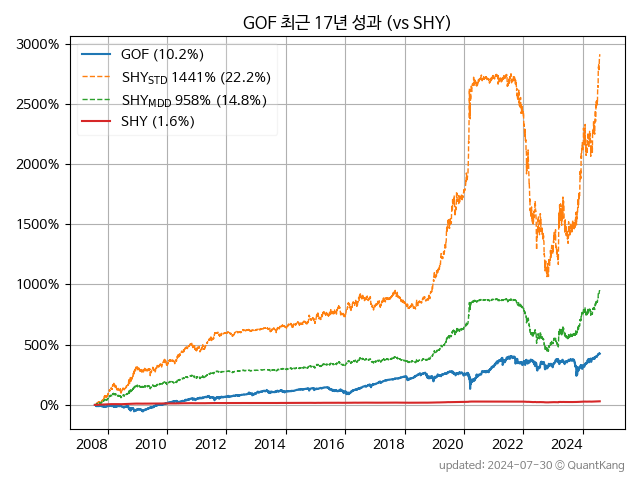 GOF 최근 17년 성과 (vs SHY)
GOF (10.2%)
SHYSTD 1441% (22.2%)
SHYMDD 958% (14.8%)
SHY (1.6%)
3000%
2500%
2000%
1500%
1000%
500%
0%
2008 2010 2012 2014 2016 2018 2020 2022 2024
updated: 2024-07-30 © QuantKang